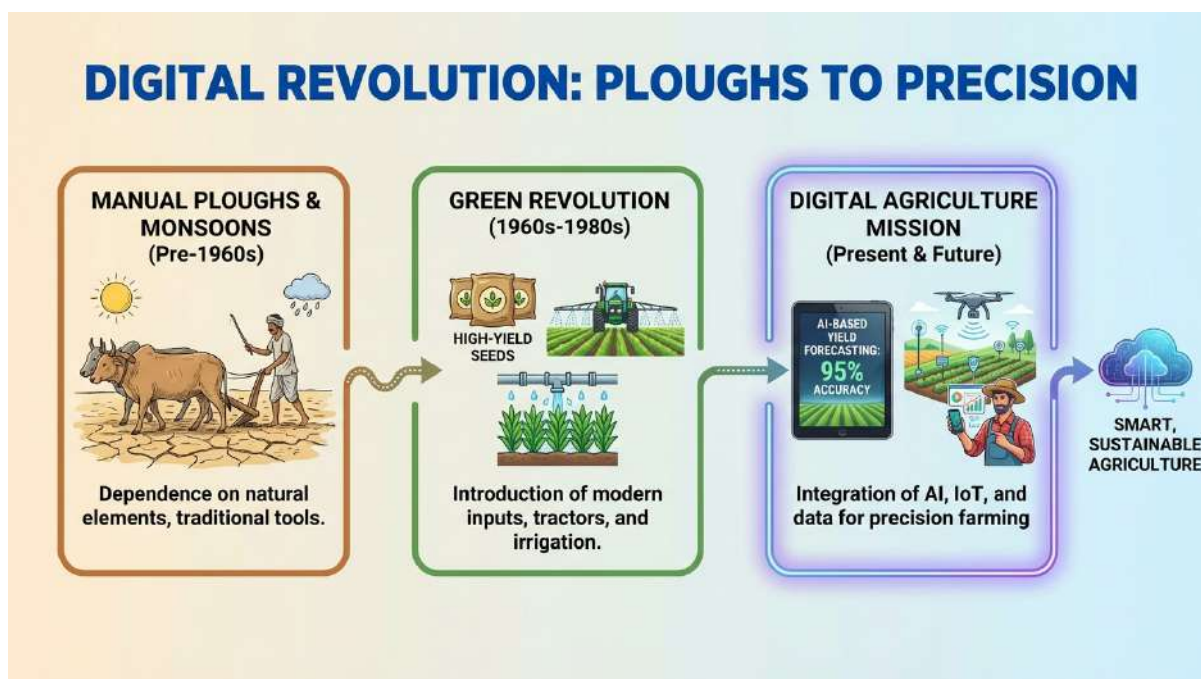 DIGITAL REVOLUTION: PLOUGHS TO PRECISION
MANUAL PLOUGHS &
MONSOONS
(Pre-1960s)
Dependence on natural
elements, traditional tools.
GREEN REVOLUTION
(1960s-1980s)
HIGH-YIELD
SEEDS
Introduction of modern
inputs, tractors, and
irrigation.
DIGITAL AGRICULTURE
MISSION
(Present & Future)
AI-BASED
YIELD
FORECASTING:
95%
ACCURACY
Integration of AI, IoT, and
data for precision farming
SMART,
SUSTAINABLE
AGRICULTURE